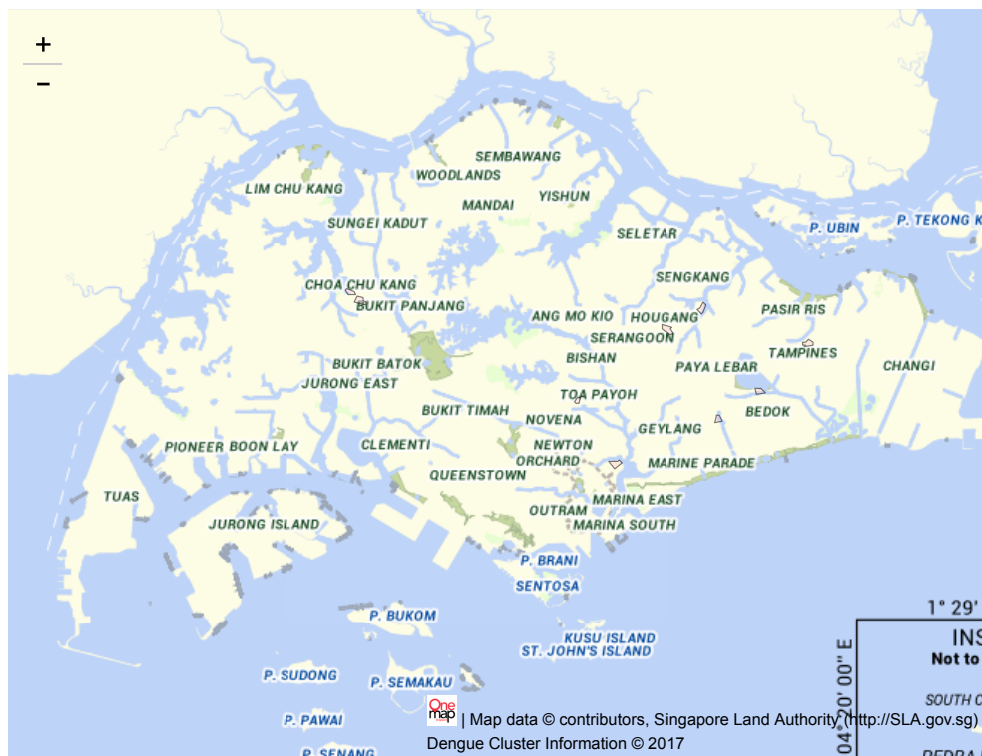 +
−
SEMBAWANG
WOODLANDS
LIM CHU KANG
YISHUN
MANDAI
SUNGEI KADUT
SELETAR
P. UBIN
P. TEKONG K
SENGKANG
CHOA CHU KANG
BUKIT PANJANG
ANG MO KIO
HOUGANG
PASIR RIS
SERANGOON
BISHAN
TAMPINES
BUKIT BATOK
PAYA LEBAR
CHANGI
JURONG EAST
TOA PAYOH
BUKIT TIMAH
BEDOK
NOVENA
GEYLANG
PIONEER
BOON LAY
CLEMENTI
NEWTON
ORCHARD
MARINE PARADE
QUEENSTOWN
TUAS
MARINA EAST
OUTRAM
JURONG ISLAND
MARINA SOUTH
P. BRANI
SENTOSA
P. BUKOM
KUSU ISLAND
ST. JOHN'S ISLAND
P. SUDONG
P. SEMAKAU
P. PAWAI
P. SENANG
1° 29'
INS
Not to
SOUTH C
PEDRA
04° 20' 00" E
One
map
| Map data © contributors, Singapore Land Authority (http://SLA.gov.sg)
Dengue Cluster Information © 2017